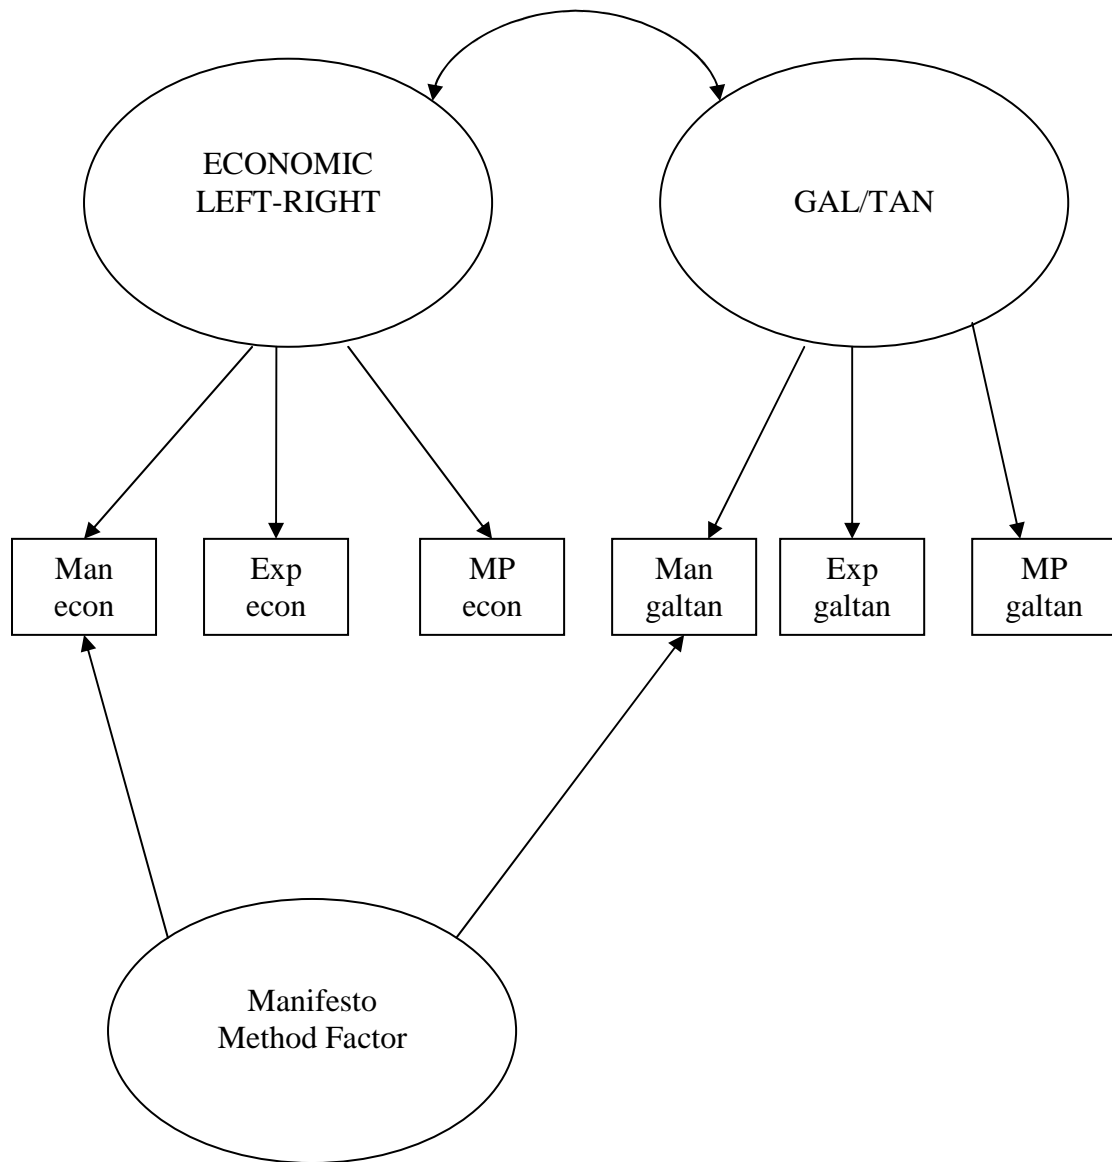 ECONOMIC
LEFT-RIGHT
GAL/TAN
Man
econ
Exp
econ
MP
econ
Man
galtan
Exp
galtan
MP
galtan
Manifesto
Method Factor